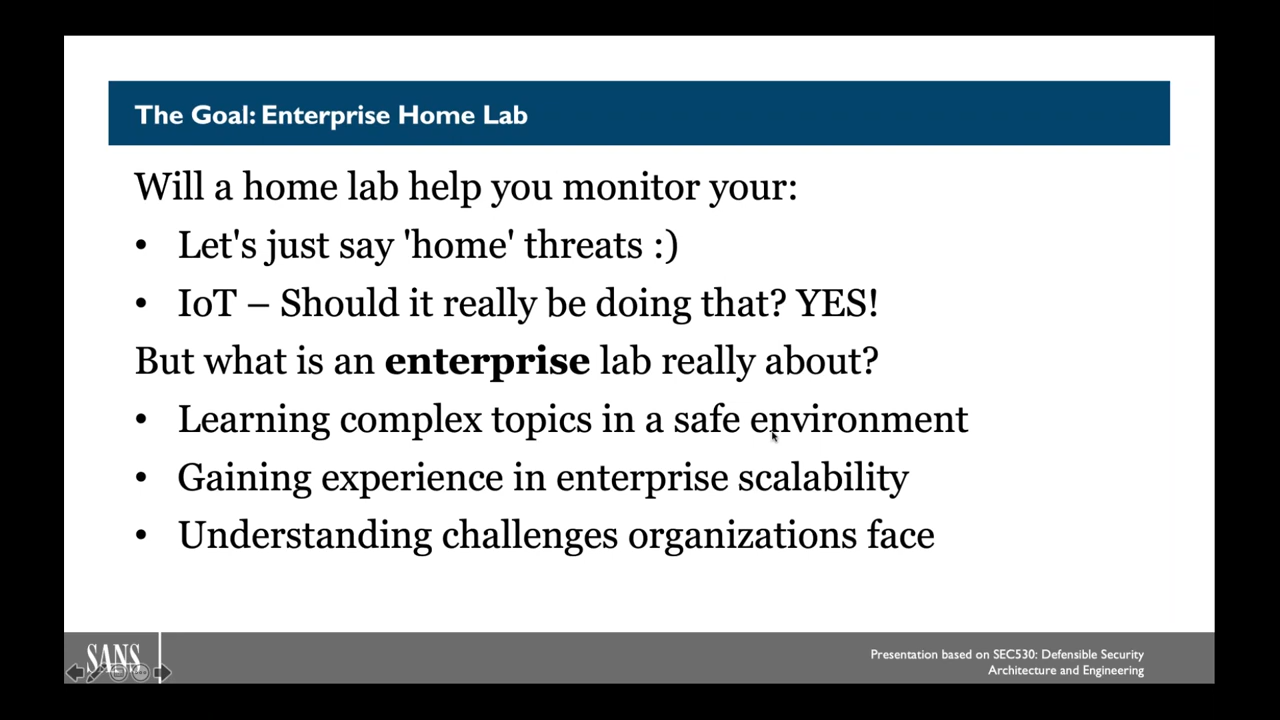 The Goal: Enterprise Home Lab
Will a home lab help you monitor your:
• Let's just say 'home' threats :)
• IoT – Should it really be doing that? YES!
But what is an enterprise lab really about?
• Learning complex topics in a safe environment
• Gaining experience in enterprise scalability
• Understanding challenges organizations face
SANS
Presentation based on SEC530: Defensible Security
Architecture and Engineering